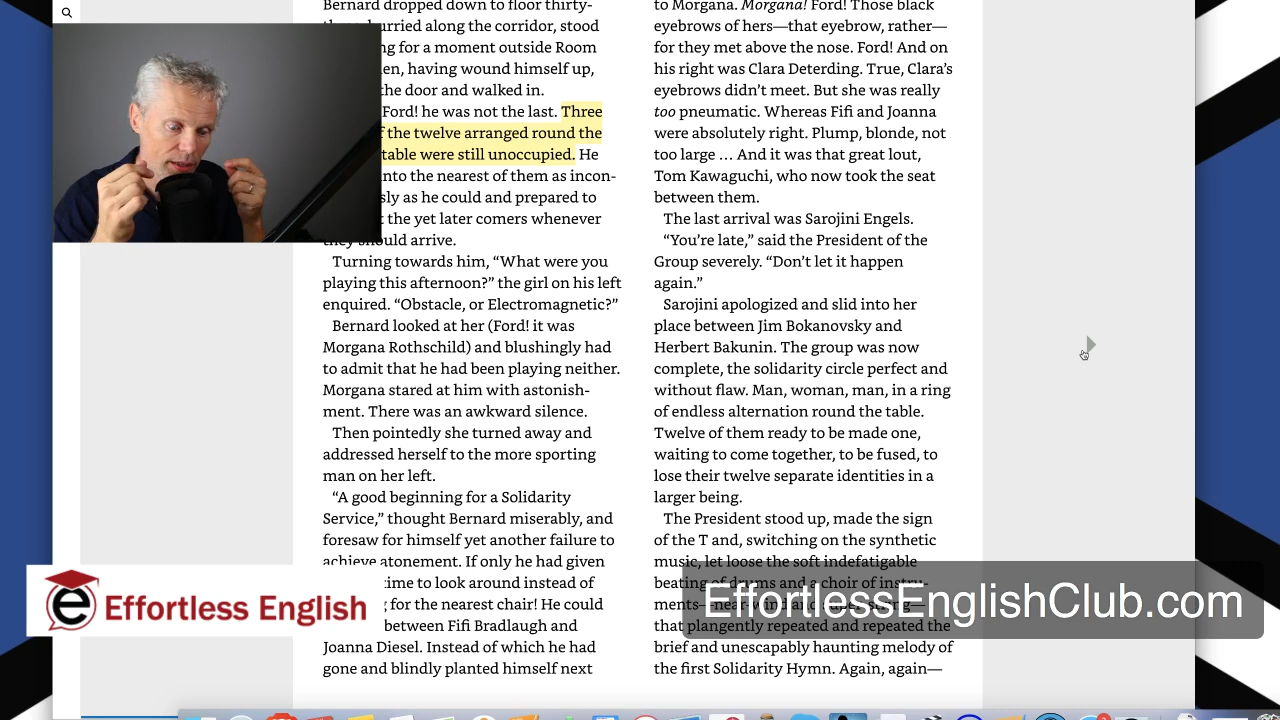 Bernard dropped down to floor thirty-
hurried along the corridor, stood
for a moment outside Room
having wound himself up,
the door and walked in.
Ford! he was not the last. Three
the twelve arranged round the
table were still unoccupied. He
into the nearest of them as incon-
as he could and prepared to
the yet later comers whenever
they should arrive.
Turning towards him, “What were you
playing this afternoon?” the girl on his left
enquired. “Obstacle, or Electromagnetic?”
Bernard looked at her (Ford! it was
Morgana Rothschild) and blushingly had
to admit that he had been playing neither.
Morgana stared at him with astonish-
ment. There was an awkward silence.
Then pointedly she turned away and
addressed herself to the more sporting
man on her left.
“A good beginning for a Solidarity
Service,” thought Bernard miserably, and
foresaw for himself yet another failure to
achieve atonement. If only he had given
time to look around instead of
for the nearest chair! He could
between Fifi Bradlaugh and
Joanna Diesel. Instead of which he had
gone and blindly planted himself next
to Morgana. Morgana! Ford! Those black
eyebrows of hers—that eyebrow, rather—
for they met above the nose. Ford! And on
his right was Clara Deterding. True, Clara’s
eyebrows didn’t meet. But she was really
too pneumatic. Whereas Fifi and Joanna
were absolutely right. Plump, blonde, not
too large … And it was that great lout,
Tom Kawaguchi, who now took the seat
between them.
The last arrival was Sarojini Engels.
“You’re late,” said the President of the
Group severely. “Don’t let it happen
again.”
Sarojini apologized and slid into her
place between Jim Bokanovsky and
Herbert Bakunin. The group was now
complete, the solidarity circle perfect and
without flaw. Man, woman, man, in a ring
of endless alternation round the table.
Twelve of them ready to be made one,
waiting to come together, to be fused, to
lose their twelve separate identities in a
larger being.
The President stood up, made the sign
of the T and, switching on the synthetic
music, let loose the soft indefatigable
beating of drums and a choir of instru-
ments—near-wind and super-string—
that plangently repeated and repeated the
brief and unescapably haunting melody of
the first Solidarity Hymn. Again, again—
e Effortless English
EffortlessEnglishClub.com